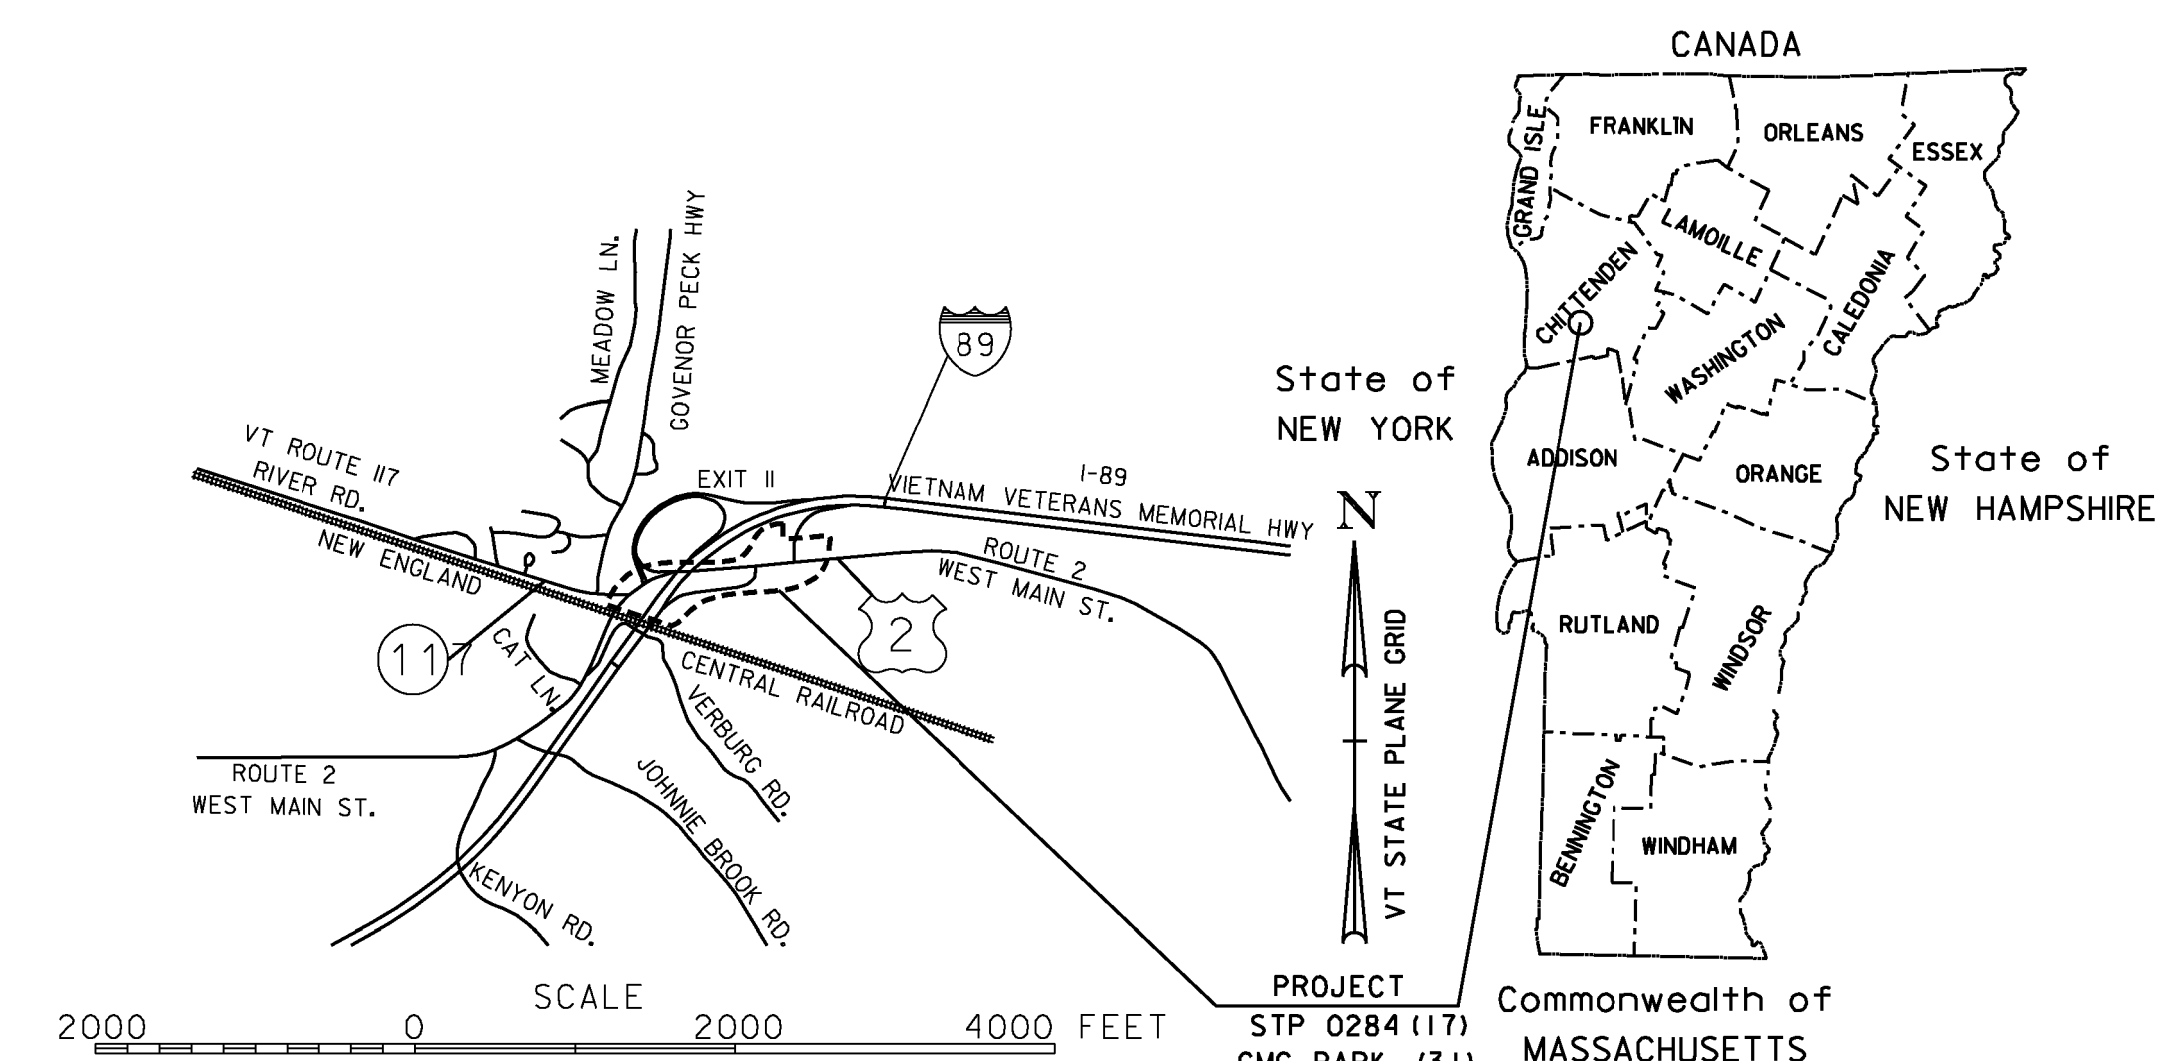 CANADA
FRANKLIN
ORLEANS
ESSEX
GRAND ISLE
LAMOILLE
CHITTENDEN
CALEDONIA
WASHINGTON
ADDISON
ORANGE
RUTLAND
WINDSOR
BENNINGTON
WINDHAM
State of
NEW YORK
State of
NEW HAMPSHIRE
Commonwealth of
MASSACHUSETTS
MEADOW LN.
GOVENOR PECK HWY
89
VT ROUTE 117
RIVER RD.
EXIT 11
I-89
VIETNAM VETERANS MEMORIAL HWY
NEW ENGLAND
CENTRAL RAILROAD
ROUTE 2
WEST MAIN ST.
2
117
CAT LN.
VERBURG RD.
ROUTE 2
WEST MAIN ST.
JOHNNIE BROOK RD.
KENYON RD.
N
VT STATE PLANE GRID
SCALE
2000 0 2000 4000 FEET
PROJECT
STP 0284 (17)
CMG PARK (31)